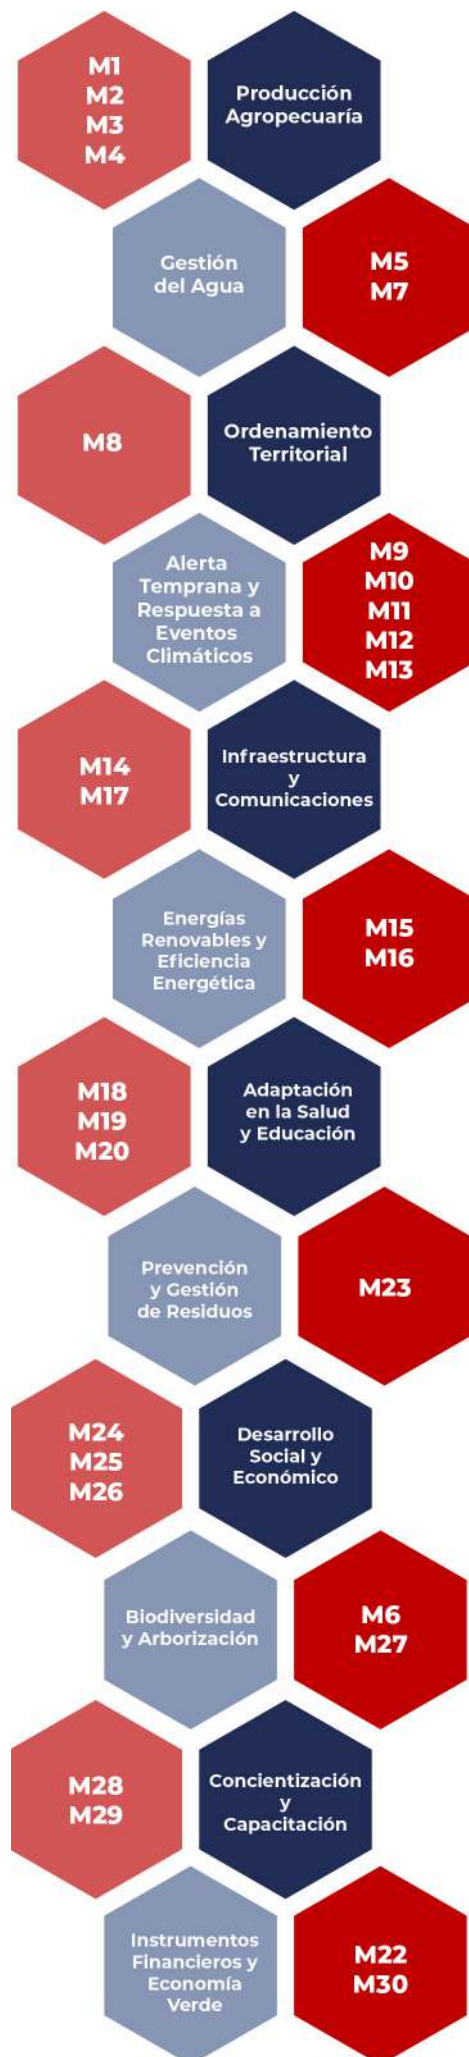 M1
M2
M3
M4
Producción
Agropecuaría
Gestión
del Agua
M5
M7
M8
Ordenamiento
Territorial
Alerta
Temprana y
Respuesta a
Eventos
Climáticos
M9
M10
M11
M12
M13
M14
M17
Infraestructura
y
Comunicaciones
Energías
Renovables y
Eficiencia
Energética
M15
M16
M18
M19
M20
Adaptación
en la Salud
y Educación
Prevención
y Gestión
de Residuos
M23
M24
M25
M26
Desarrollo
Social y
Económico
Biodiversidad
y Arborización
M6
M27
M28
M29
Concientización
y
Capacitación
Instrumentos
Financieros y
Economía
Verde
M22
M30